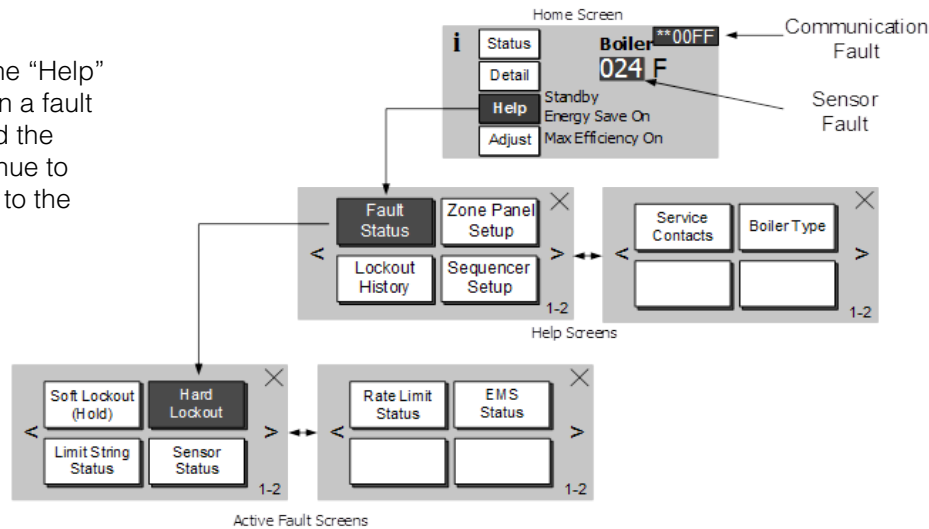 ne "Help"
n a fault
d the
nue to
to the
Home Screen
i
Status
Detail
Help
Adjust
Boiler
**00FF
024 F
Standby
Energy Save On
Max Efficiency On
Communication
Fault
Sensor
Fault
Fault
Status
Zone Panel
Setup
Lockout
History
Sequencer
Setup
<
>
X
1-2
Service
Contacts
Boiler Type
<
>
X
1-2
Help Screens
Soft Lockout
(Hold)
Hard
Lockout
Limit String
Status
Sensor
Status
<
>
X
1-2
Rate Limit
Status
EMS
Status
<
>
X
1-2
Active Fault Screens